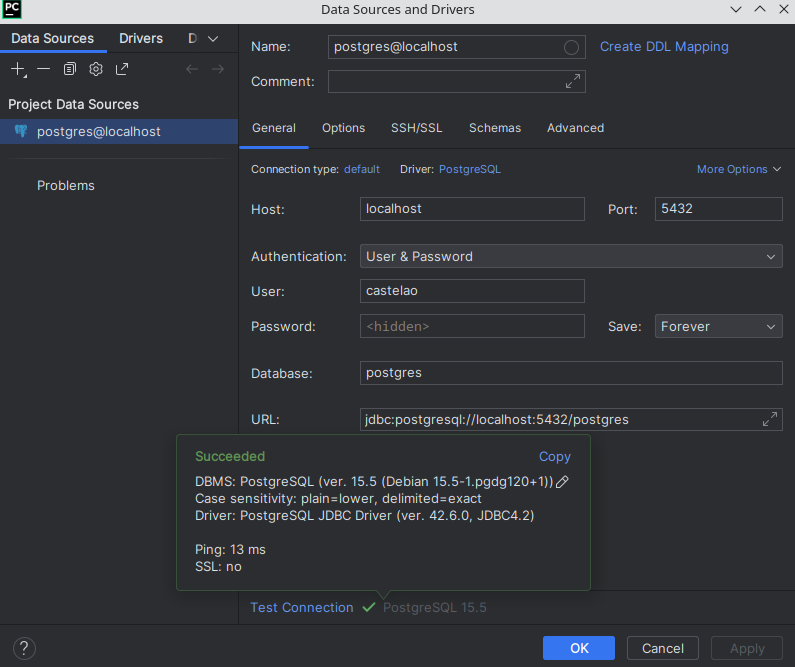 PC
Data Sources and Drivers
Data Sources Drivers D
Project Data Sources
postgres@localhost
Problems
Name: postgres@localhost Create DDL Mapping
Comment:
General Options SSH/SSL Schemas Advanced
Connection type: default Driver: PostgreSQL More Options
Host: localhost Port: 5432
Authentication: User & Password
User: castelao
Password: <hidden> Save: Forever
Database: postgres
URL: jdbc:postgresql://localhost:5432/postgres
Succeeded Copy
DBMS: PostgreSQL (ver. 15.5 (Debian 15.5-1.pgdg120+1))
Case sensitivity: plain=lower, delimited=exact
Driver: PostgreSQL JDBC Driver (ver. 42.6.0, JDBC4.2)
Ping: 13 ms
SSL: no
Test Connection PostgreSQL 15.5
? OK Cancel Apply